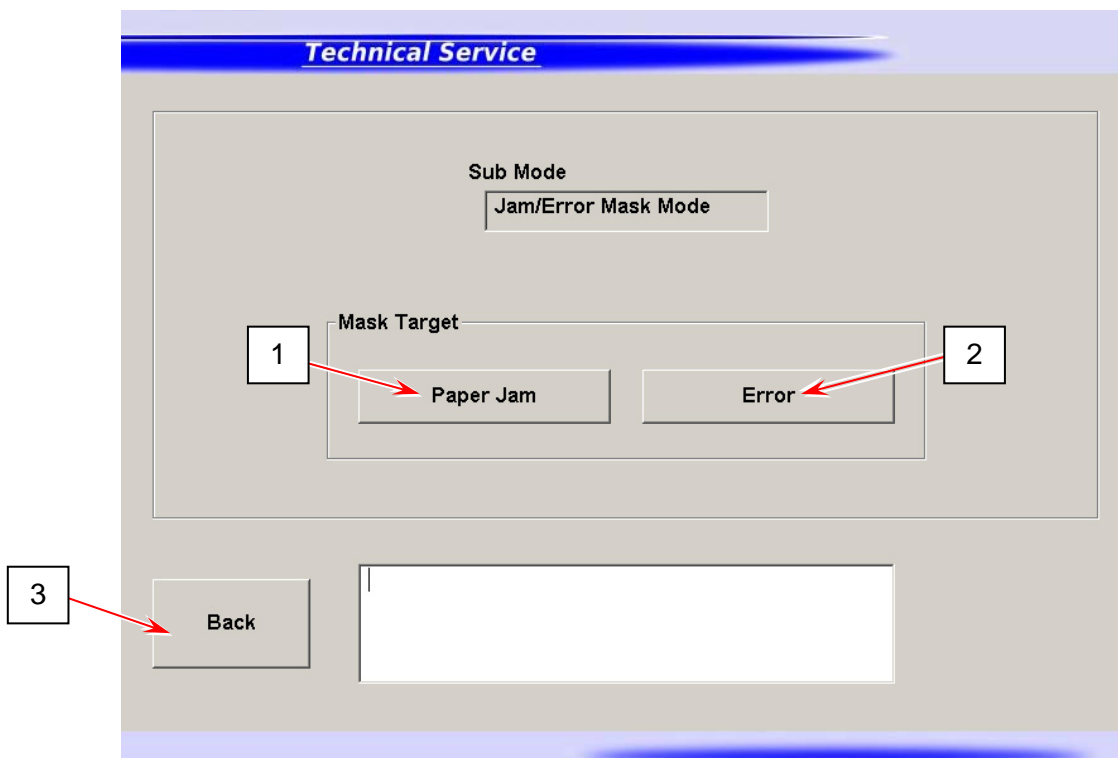 Technical Service
Sub Mode
Jam/Error Mask Mode
Mask Target
1
2
Paper Jam
Error
3
Back